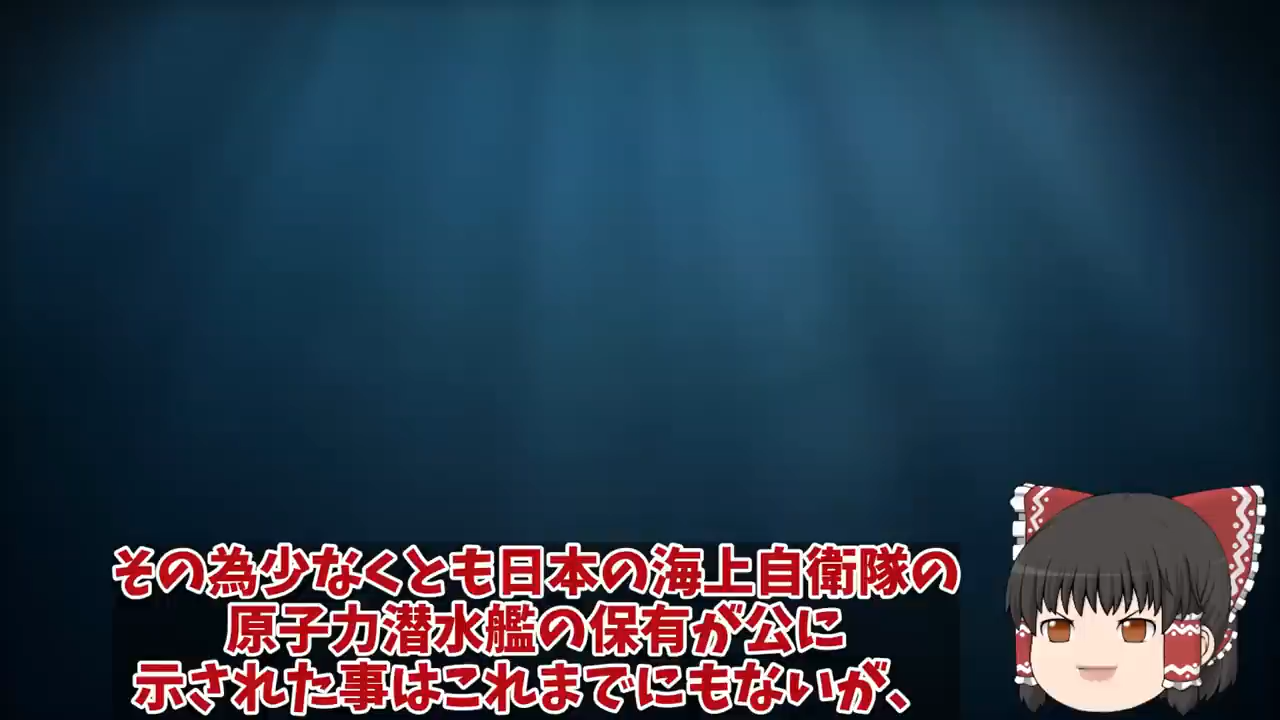 その為少なくとも日本の海上自衛隊の
原子力潜水艦の保有が公に
示された事はこれまでにもないが、